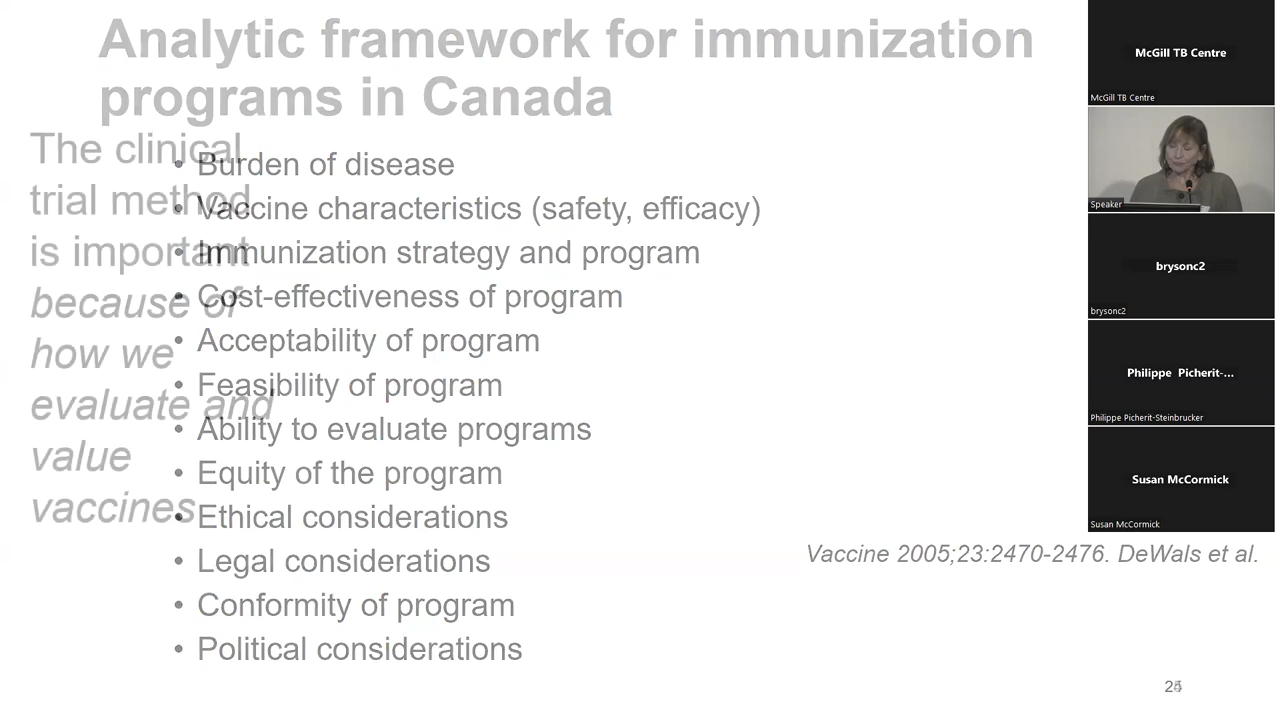 Analytic framework for immunization
programs in Canada
The clinical
trial method
is important
because of
how we
evaluate and
value
vaccines
• Burden of disease
• Vaccine characteristics (safety, efficacy)
• Immunization strategy and program
• Cost-effectiveness of program
• Acceptability of program
• Feasibility of program
• Ability to evaluate programs
• Equity of the program
• Ethical considerations
• Legal considerations
• Conformity of program
• Political considerations
Vaccine 2005;23:2470-2476. DeWals et al.
McGill TB Centre
McGill TB Centre
Speaker
brysonc2
brysonc2
Philippe Picherit-...
Philippe Picherit-Steinbrucker
Susan McCormick
Susan McCormick